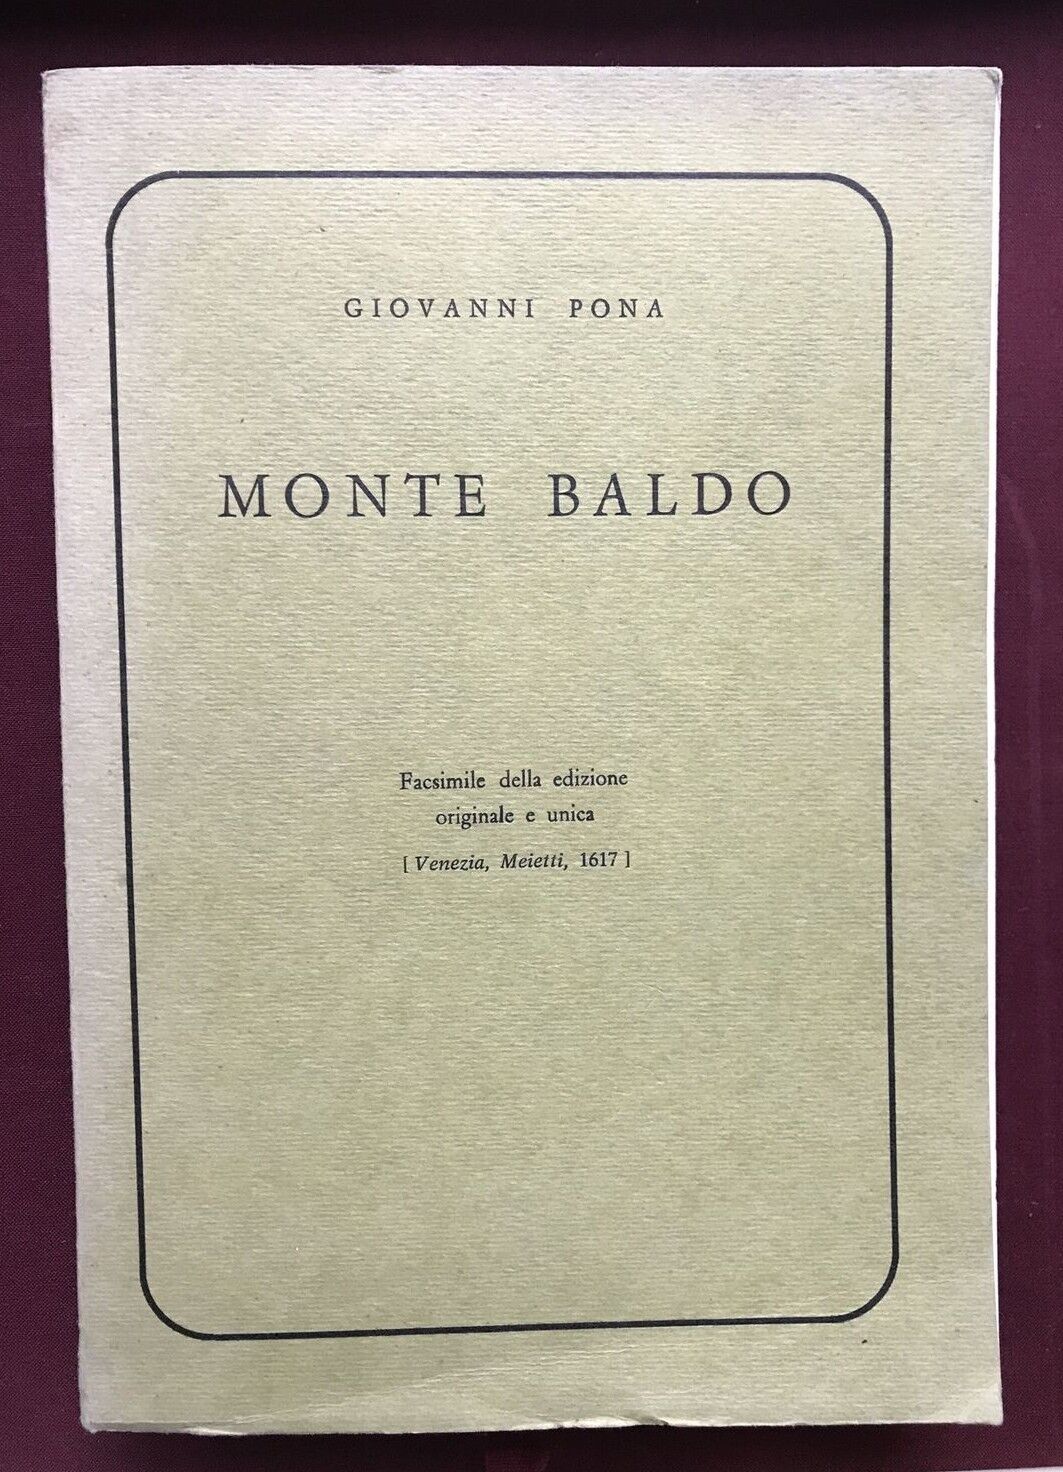 GIOVANNI PONA
MONTE BALDO
Facsimile della edizione
originale e unica
[ Venezia, Meietti, 1617 ]